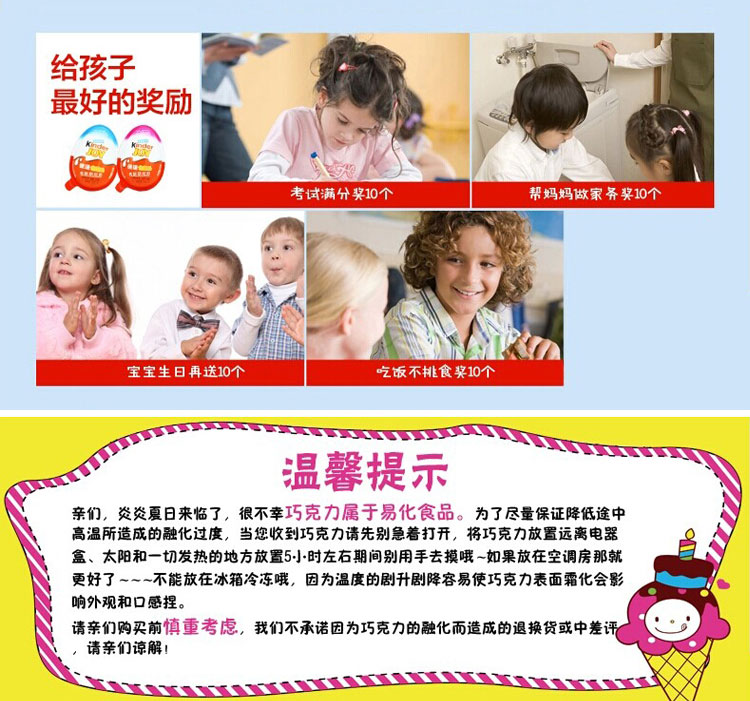 给孩子
最好的奖励
Kinder
JOY
Kinder
JOY
考试满分奖10个
帮妈妈做家务奖10个
宝宝生日再送10个
吃饭不挑食奖10个
温馨提示
亲们，炎炎夏日来临了，很不幸巧克力属于易化食品。为了尽量保证降低途中
高温所造成的融化过度，当您收到巧克力请先别急着打开，将巧克力放置远离电器
盒、太阳和一切发热的地方放置5小时左右期间别用手去摸哦~如果放在空调房那就
更好了~~~不能放在冰箱冷冻哦，因为温度的剧升剧降容易使巧克力表面霜化会影
响外观和口感捏。
请亲们购买前慎重考虑，我们不承诺因为巧克力的融化而造成的退换货或中差评
，请亲们谅解！